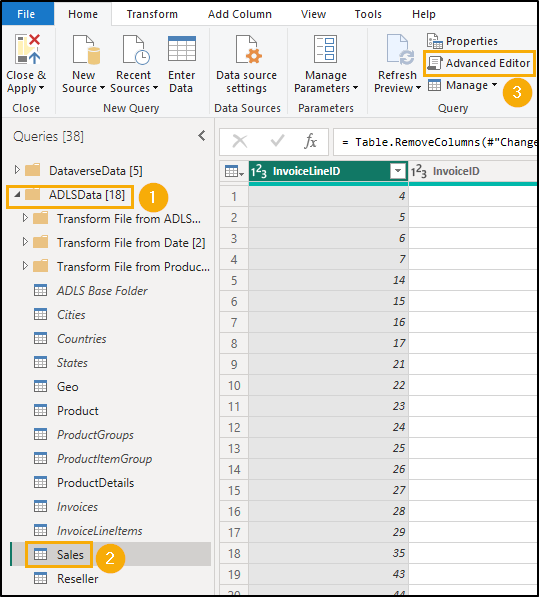 File Home Transform Add Column View Tools Help
Close & Apply
New Source
Recent Sources
Enter Data
Data source settings
Manage Parameters
Refresh Preview
Properties
Advanced Editor
Manage
3
Close New Query Data Sources Parameters Query
Queries [38]
fx = Table.RemoveColumns(#"Change
DataverseData [5]
ADLSData [18] 1
Transform File from ADLS...
Transform File from Date [2]
Transform File from Produc...
ADLS Base Folder
Cities
Countries
States
Geo
Product
ProductGroups
ProductItemGroup
ProductDetails
Invoices
InvoiceLineItems
Sales 2
Reseller
123 InvoiceLineID 123 InvoiceID
1 4
2 5
3 6
4 7
5 14
6 15
7 16
8 17
9 21
10 22
11 23
12 24
13 25
14 26
15 27
16 28
17 29
18 35
19 43
20 44